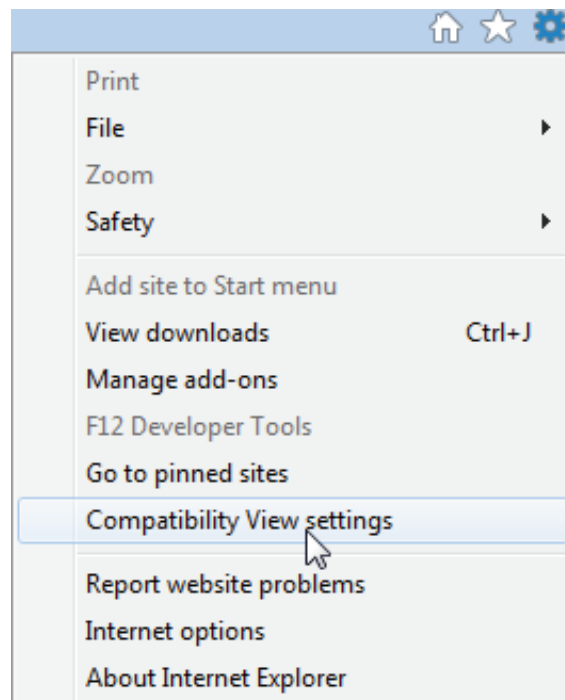 Print
File
Zoom
Safety
Add site to Start menu
View downloads Ctrl+J
Manage add-ons
F12 Developer Tools
Go to pinned sites
Compatibility View settings
Report website problems
Internet options
About Internet Explorer